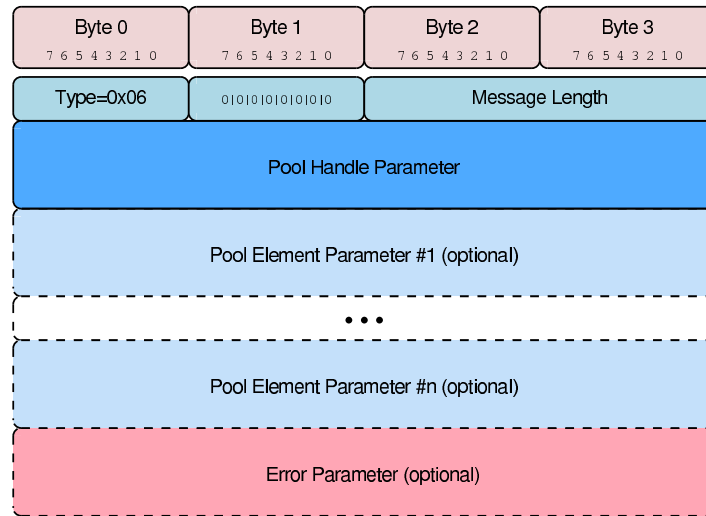 Byte 0 Byte 1 Byte 2 Byte 3
7 6 5 4 3 2 1 0 7 6 5 4 3 2 1 0 7 6 5 4 3 2 1 0 7 6 5 4 3 2 1 0
Type=0x06 0|0|0|0|0|0|0|0 Message Length
Pool Handle Parameter
Pool Element Parameter #1 (optional)
• • •
Pool Element Parameter #n (optional)
Error Parameter (optional)